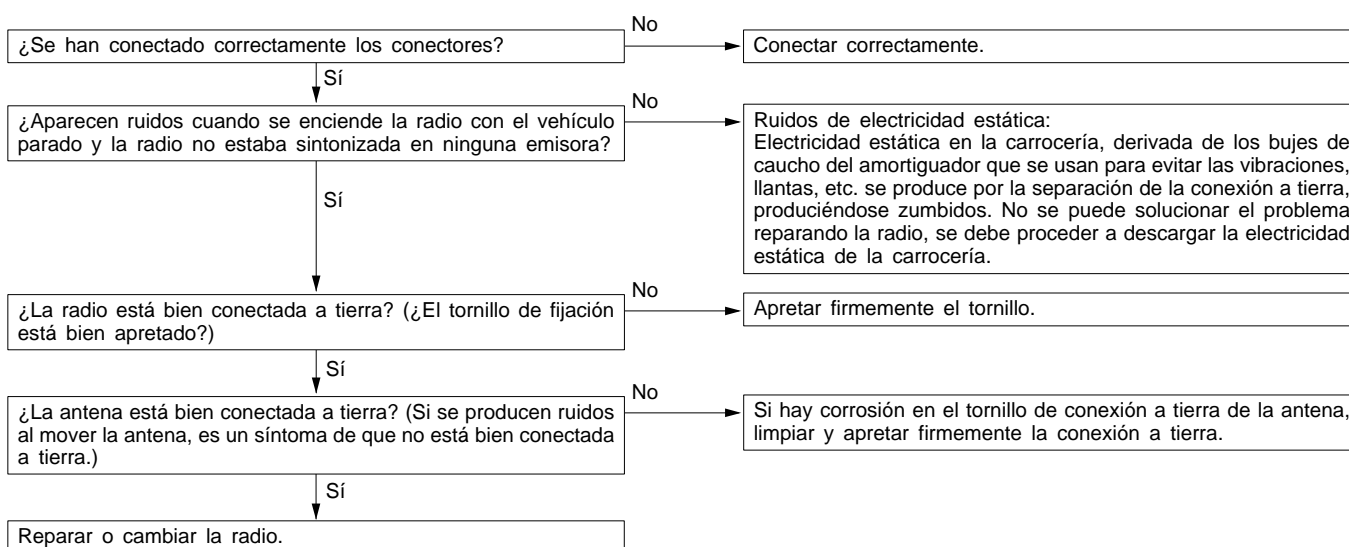 No
¿Se han conectado correctamente los conectores?
Conectar correctamente.
Sí
No
¿Aparecen ruidos cuando se enciende la radio con el vehículo
parado y la radio no estaba sintonizada en ninguna emisora?
Ruidos de electricidad estática:
Electricidad estática en la carrocería, derivada de los bujes de
caucho del amortiguador que se usan para evitar las vibraciones,
llantas, etc. se produce por la separación de la conexión a tierra,
produciéndose zumbidos. No se puede solucionar el problema
reparando la radio, se debe proceder a descargar la electricidad
estática de la carrocería.
Sí
No
¿La radio está bien conectada a tierra? (¿El tornillo de fijación
está bien apretado?)
Apretar firmemente el tornillo.
Sí
No
¿La antena está bien conectada a tierra? (Si se producen ruidos
al mover la antena, es un síntoma de que no está bien conectada
a tierra.)
Si hay corrosión en el tornillo de conexión a tierra de la antena,
limpiar y apretar firmemente la conexión a tierra.
Sí
Reparar o cambiar la radio.